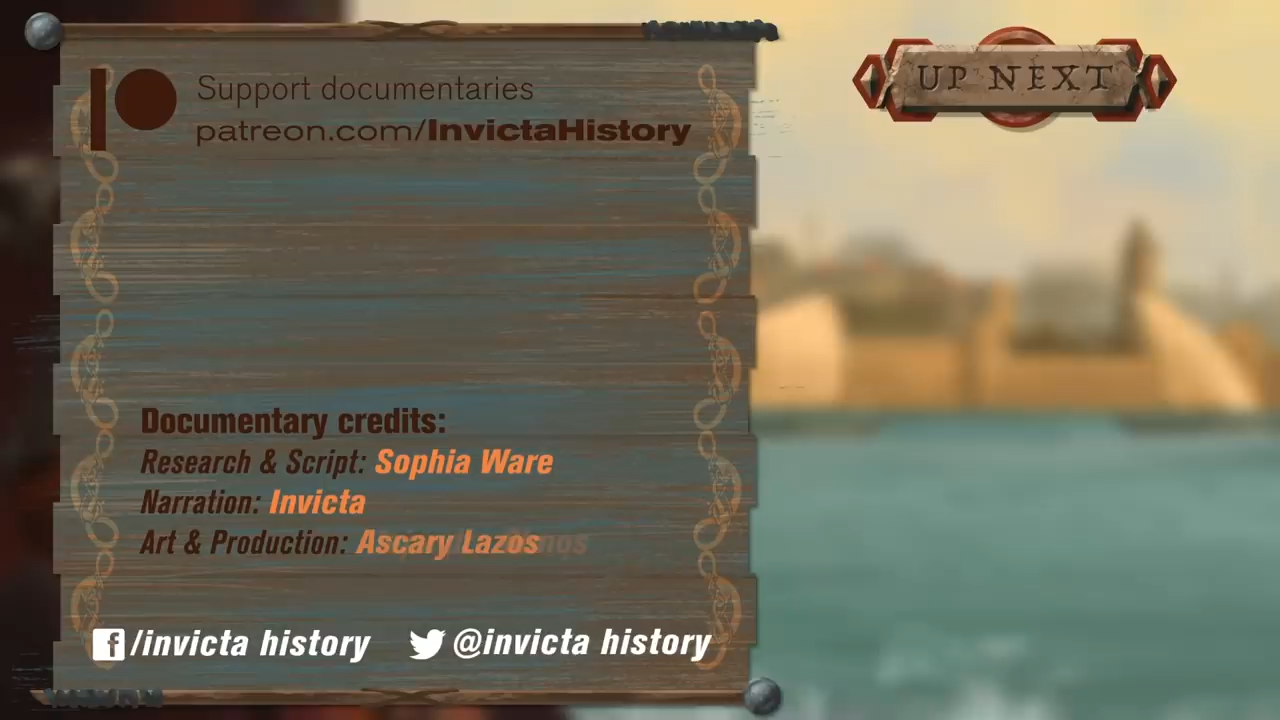 Support documentaries
patreon.com/InvictaHistory
UP NEXT
Documentary credits:
Research & Script: Sophia Ware
Narration: Invicta
Art & Production: Ascary Lazos
/invicta history
@invicta history